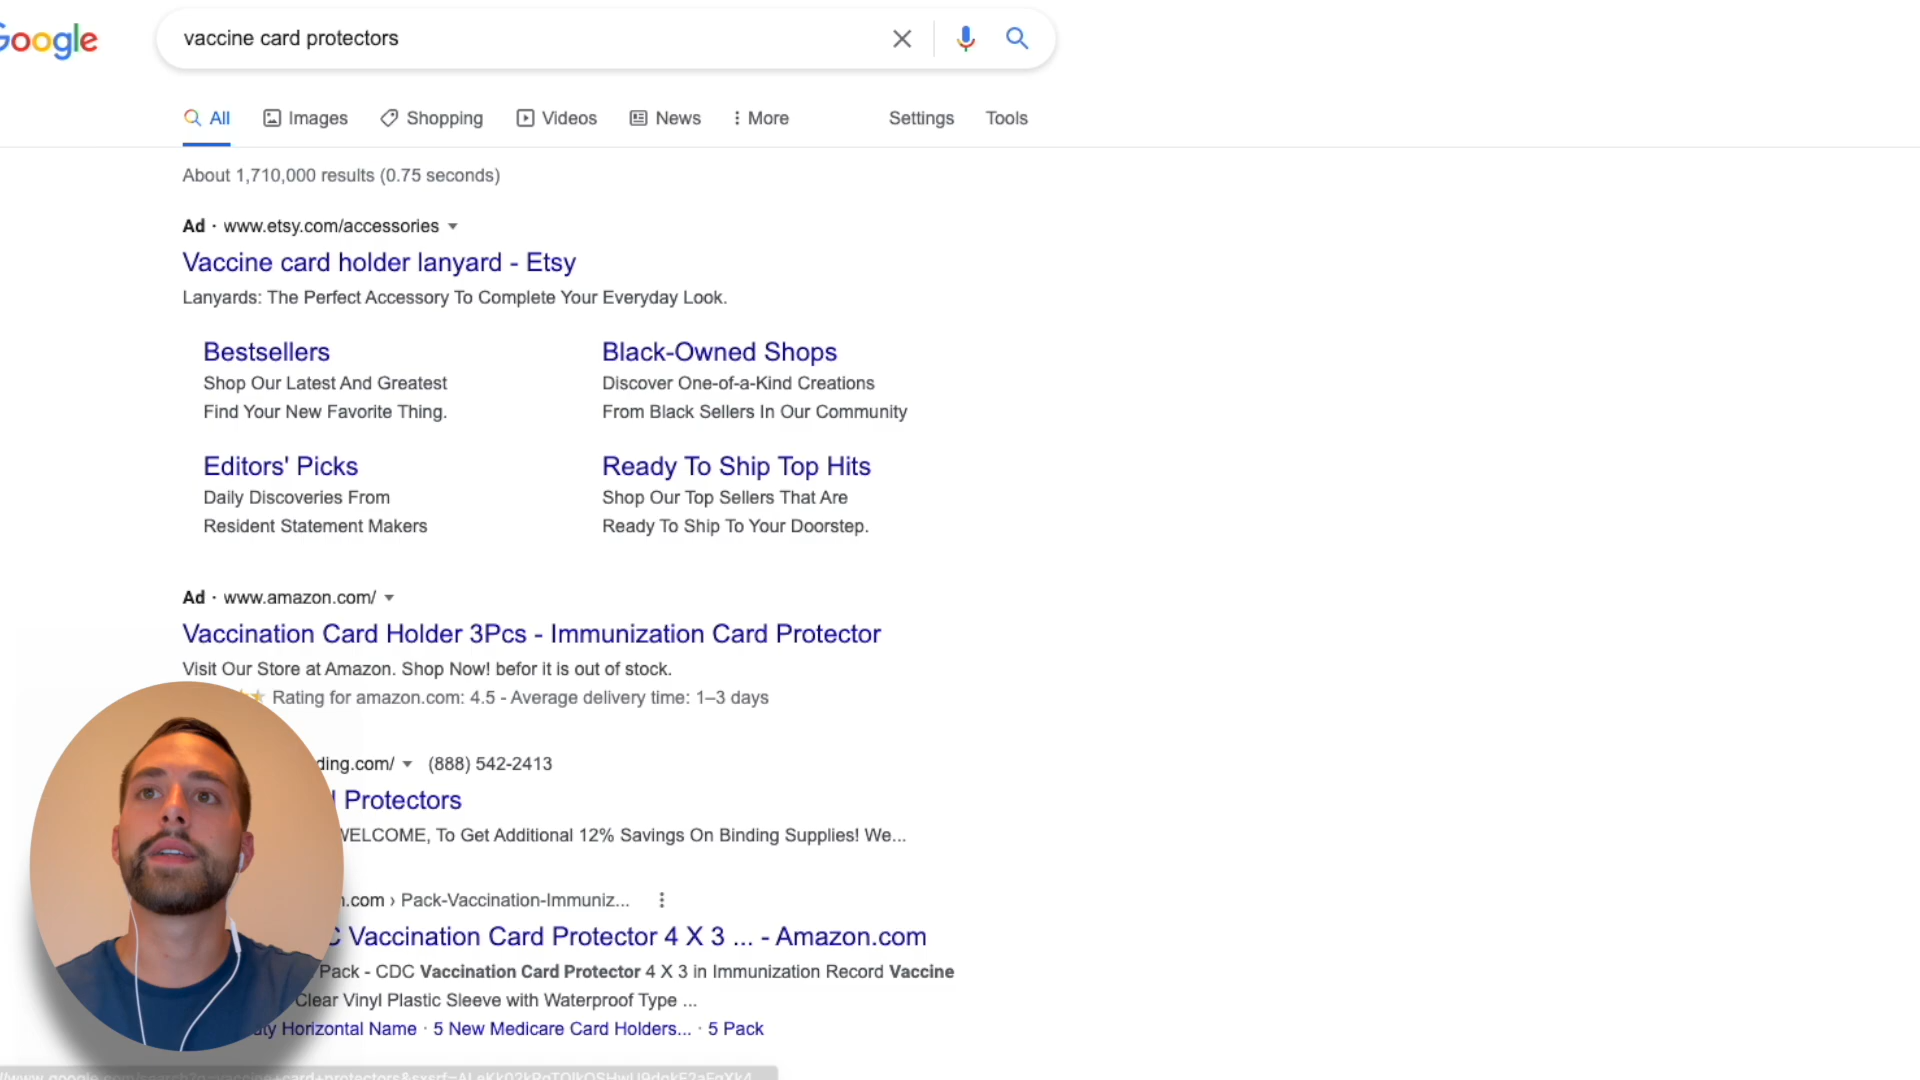 Google
vaccine card protectors
All Images Shopping Videos News More Settings Tools
About 1,710,000 results (0.75 seconds)
Ad · www.etsy.com/accessories
Vaccine card holder lanyard - Etsy
Lanyards: The Perfect Accessory To Complete Your Everyday Look.
Bestsellers
Shop Our Latest And Greatest
Find Your New Favorite Thing.
Black-Owned Shops
Discover One-of-a-Kind Creations
From Black Sellers In Our Community
Editors' Picks
Daily Discoveries From
Resident Statement Makers
Ready To Ship Top Hits
Shop Our Top Sellers That Are
Ready To Ship To Your Doorstep.
Ad · www.amazon.com/
Vaccination Card Holder 3Pcs - Immunization Card Protector
Visit Our Store at Amazon. Shop Now! befor it is out of stock.
Rating for amazon.com: 4.5 - Average delivery time: 1–3 days
ding.com/ (888) 542-2413
Protectors
WELCOME, To Get Additional 12% Savings On Binding Supplies! We...
.com › Pack-Vaccination-Immuniz...
C Vaccination Card Protector 4 X 3 ... - Amazon.com
Pack - CDC Vaccination Card Protector 4 X 3 in Immunization Record Vaccine
Clear Vinyl Plastic Sleeve with Waterproof Type ...
uty Horizontal Name · 5 New Medicare Card Holders... · 5 Pack